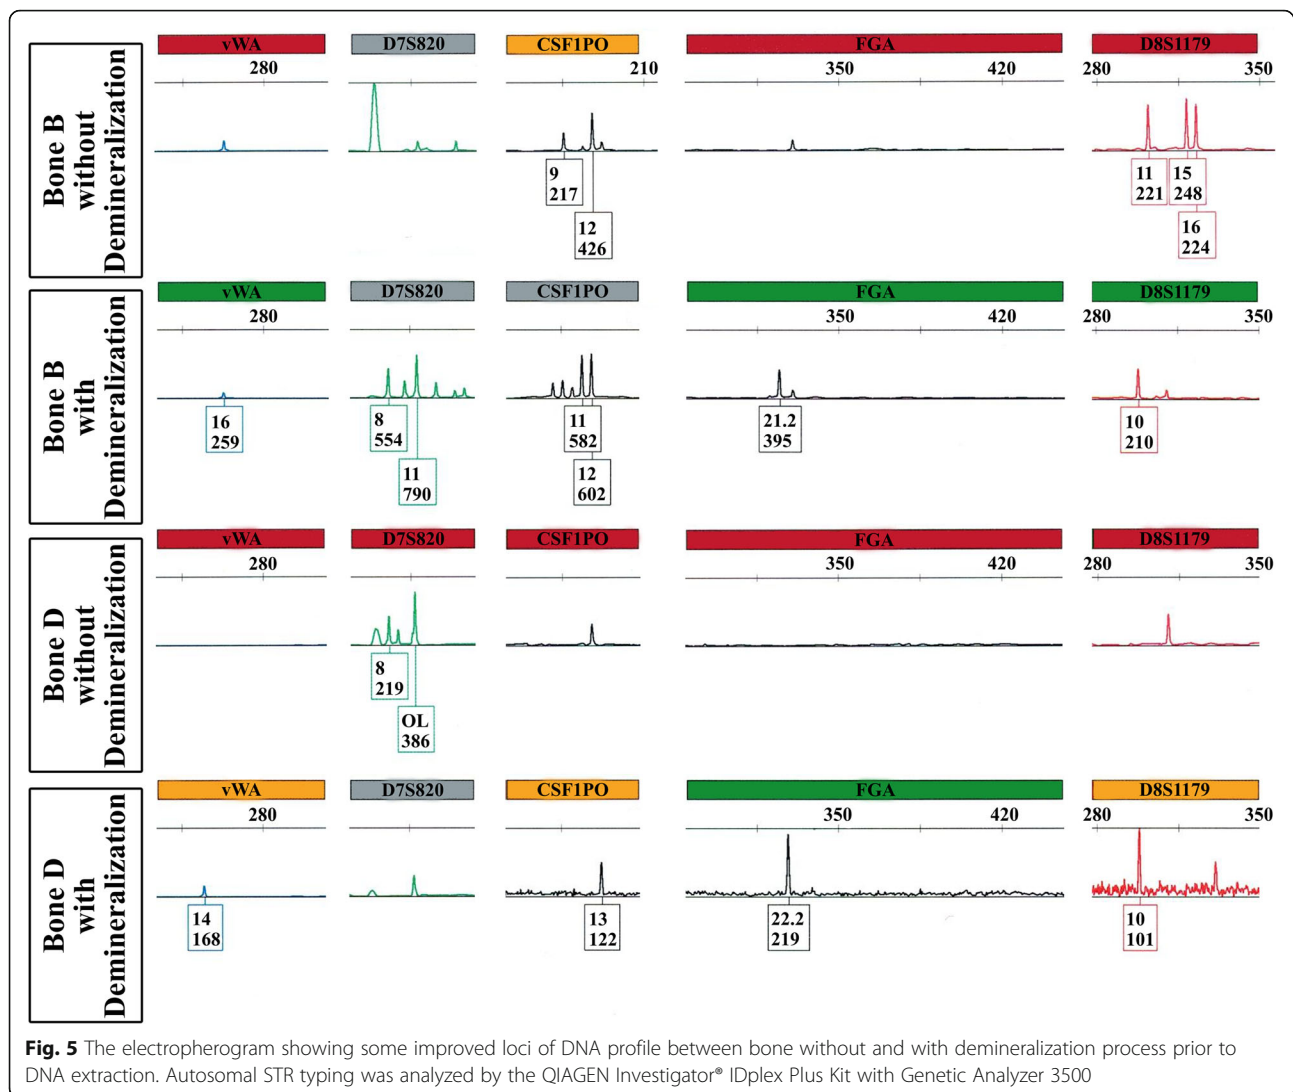 Bone B
without
Demineralization
vWA
D7S820
CSF1PO
FGA
D8S1179
280
210
350
420
280
350
9
217
12
426
11
221
15
248
16
224
Bone B
with
Demineralization
vWA
D7S820
CSF1PO
FGA
D8S1179
280
350
420
280
350
16
259
8
554
11
790
11
582
12
602
21.2
395
10
210
Bone D
without
Demineralization
vWA
D7S820
CSF1PO
FGA
D8S1179
280
350
420
280
350
8
219
OL
386
Bone D
with
Demineralization
vWA
D7S820
CSF1PO
FGA
D8S1179
280
350
420
280
350
14
168
13
122
22.2
219
10
101
Fig. 5 The electropherogram showing some improved loci of DNA profile between bone without and with demineralization process prior to
DNA extraction. Autosomal STR typing was analyzed by the QIAGEN Investigator® IDplex Plus Kit with Genetic Analyzer 3500